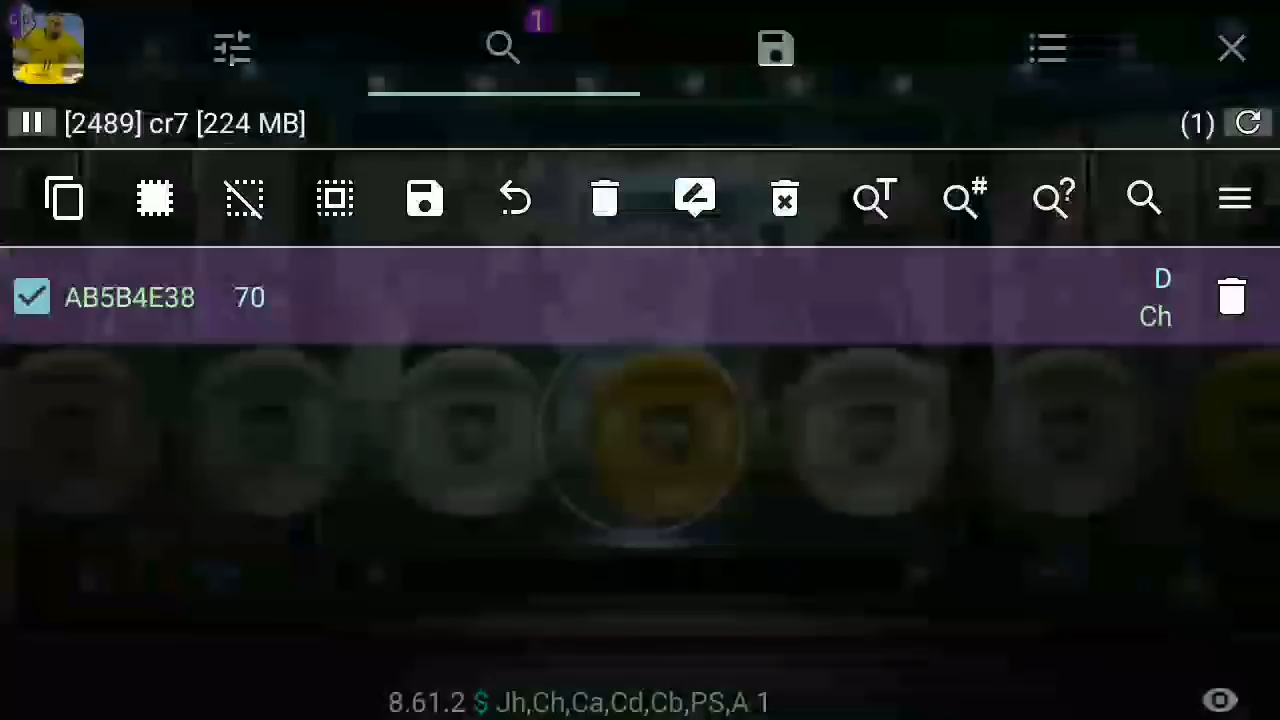 1
[2489] cr7 [224 MB]
(1)
T
#
?
AB5B4E38 70
D
Ch
8.61.2 $ Jh,Ch,Ca,Cd,Cb,PS,A 1